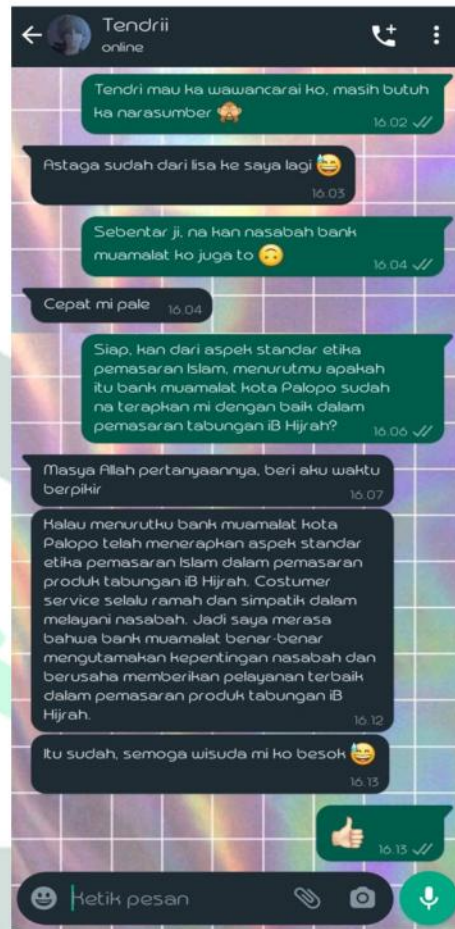 Tendrii
online
Tendri mau ka wawancarai ko, masih butuh
ka narasumber 🙈
16.02
Astaga sudah dari lisa ke saya lagi 😅
16.03
Sebentar ji, na kan nasabah bank
muamalat ko juga to 🙃
16.04
Cepat mi pale 16.04
Siap, kan dari aspek standar etika
pemasaran Islam, menurutmu apakah
itu bank muamalat kota Palopo sudah
na terapkan mi dengan baik dalam
pemasaran tabungan iB Hijrah?
16.06
Masya Allah pertanyaannya, beri aku waktu
berpikir
16.07
Kalau menurutku bank muamalat kota
Palopo telah menerapkan aspek standar
etika pemasaran Islam dalam pemasaran
produk tabungan iB Hijrah. Costumer
service selalu ramah dan simpatik dalam
melayani nasabah. Jadi saya merasa
bahwa bank muamalat benar-benar
mengutamakan kepentingan nasabah dan
berusaha memberikan pelayanan terbaik
dalam pemasaran produk tabungan iB
Hijrah.
16.12
Itu sudah, semoga wisuda mi ko besok 😅
16.13
👍🏻 16.13
Ketik pesan